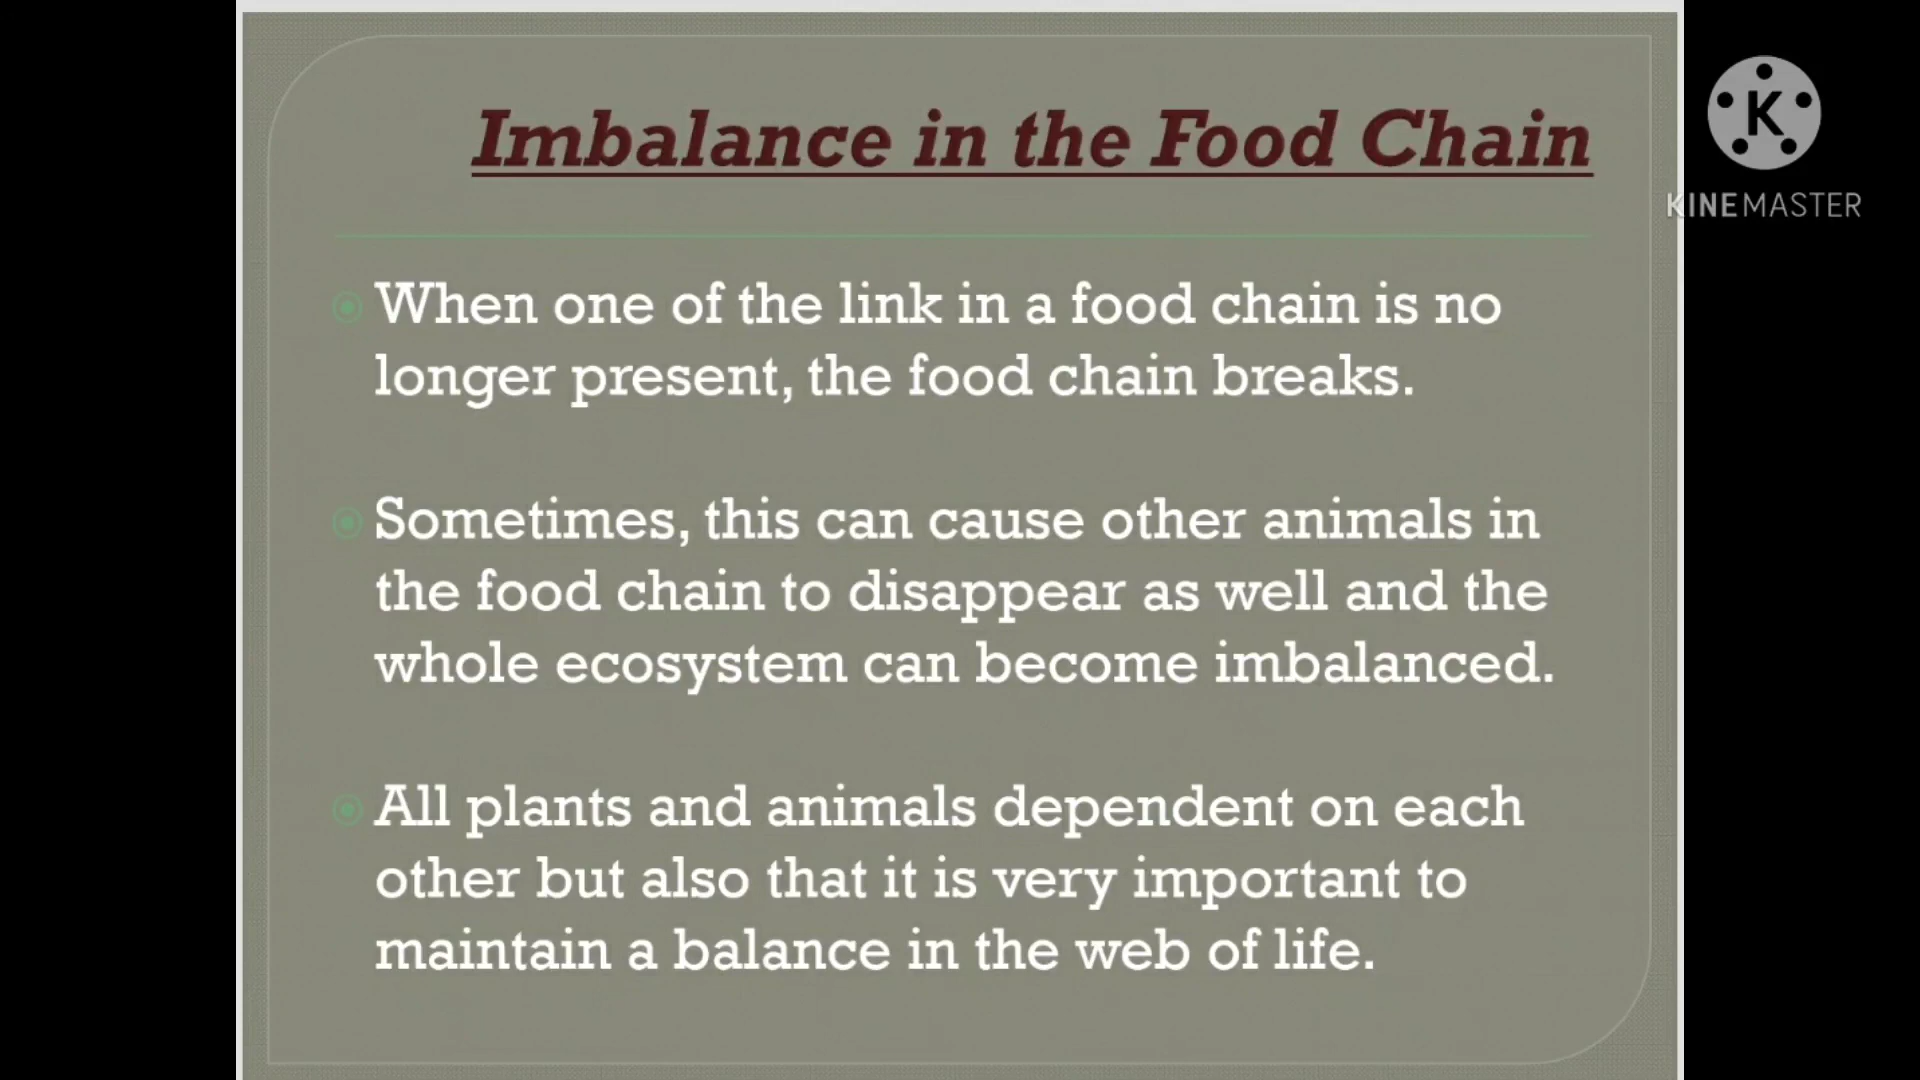 Imbalance in the Food Chain
K
KINEMASTER
When one of the link in a food chain is no
longer present, the food chain breaks.
Sometimes, this can cause other animals in
the food chain to disappear as well and the
whole ecosystem can become imbalanced.
All plants and animals dependent on each
other but also that it is very important to
maintain a balance in the web of life.